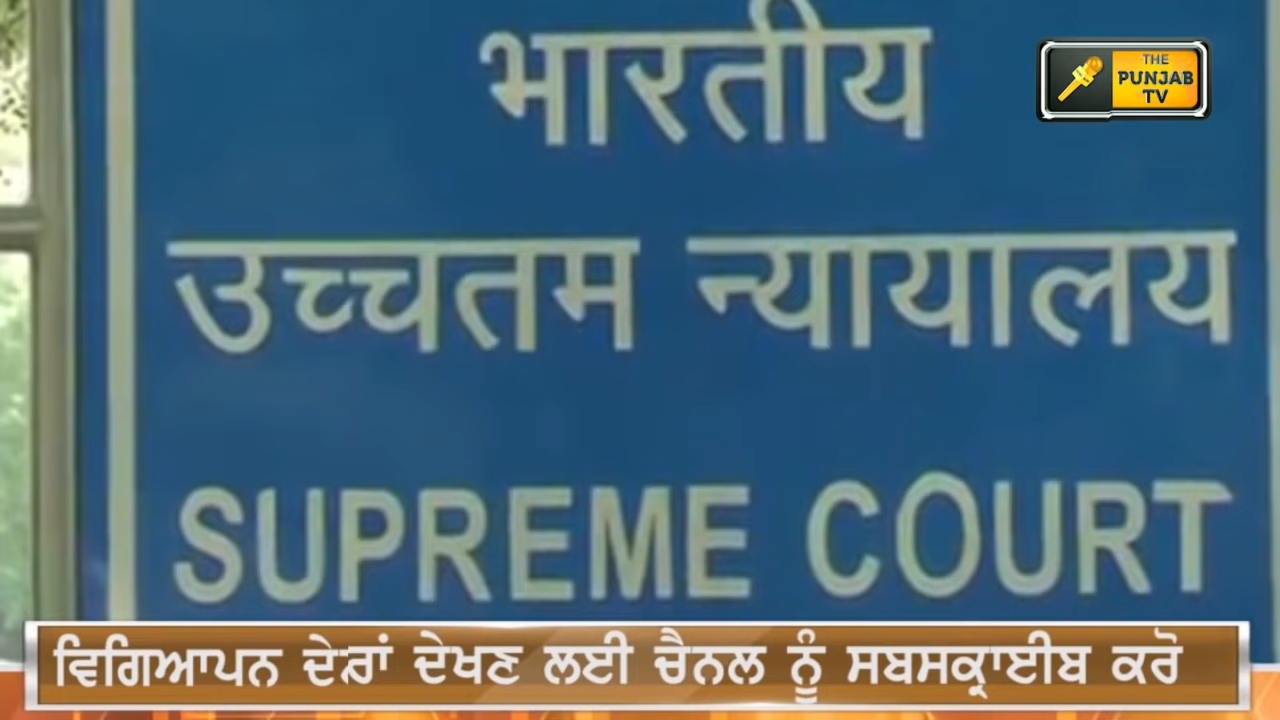 भारतीय
THE
PUNJAB
TV
उच्चतम न्यायालय
SUPREME COURT
ਵਿਗਿਆਪਨ ਦੇਖਣ ਲਈ ਚੈਨਲ ਨੂੰ ਸਬਸਕ੍ਰਾਈਬ ਕਰੋ